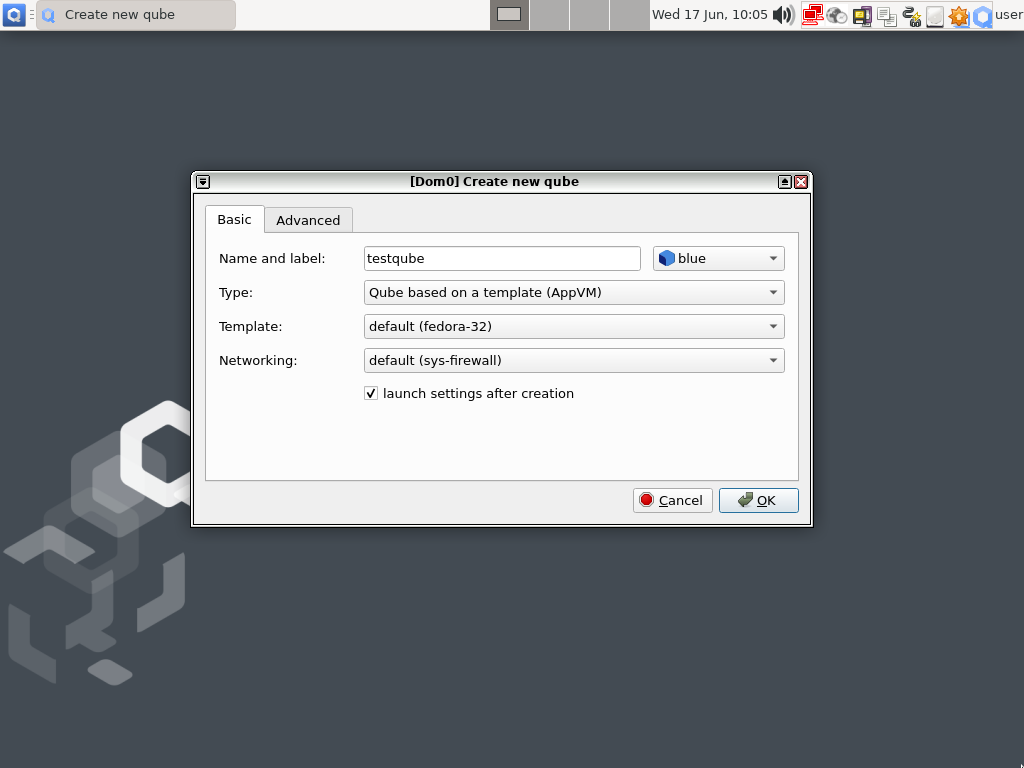 Create new qube
Wed 17 Jun, 10:05
user
[Dom0] Create new qube
Basic
Advanced
Name and label:
testqube
blue
Type:
Qube based on a template (AppVM)
Template:
default (fedora-32)
Networking:
default (sys-firewall)
launch settings after creation
Cancel
OK